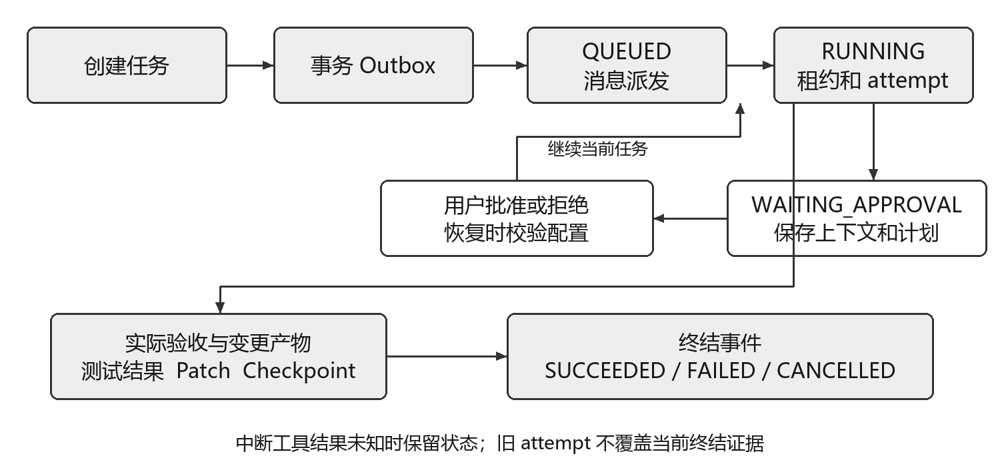 创建任务
事务 Outbox
QUEUED
消息派发
RUNNING
租约和 attempt
继续当前任务
用户批准或拒绝
恢复时校验配置
WAITING_APPROVAL
保存上下文和计划
实际验收与变更产物
测试结果  Patch  Checkpoint
终结事件
SUCCEEDED / FAILED / CANCELLED
中断工具结果未知时保留状态；旧 attempt 不覆盖当前终结证据